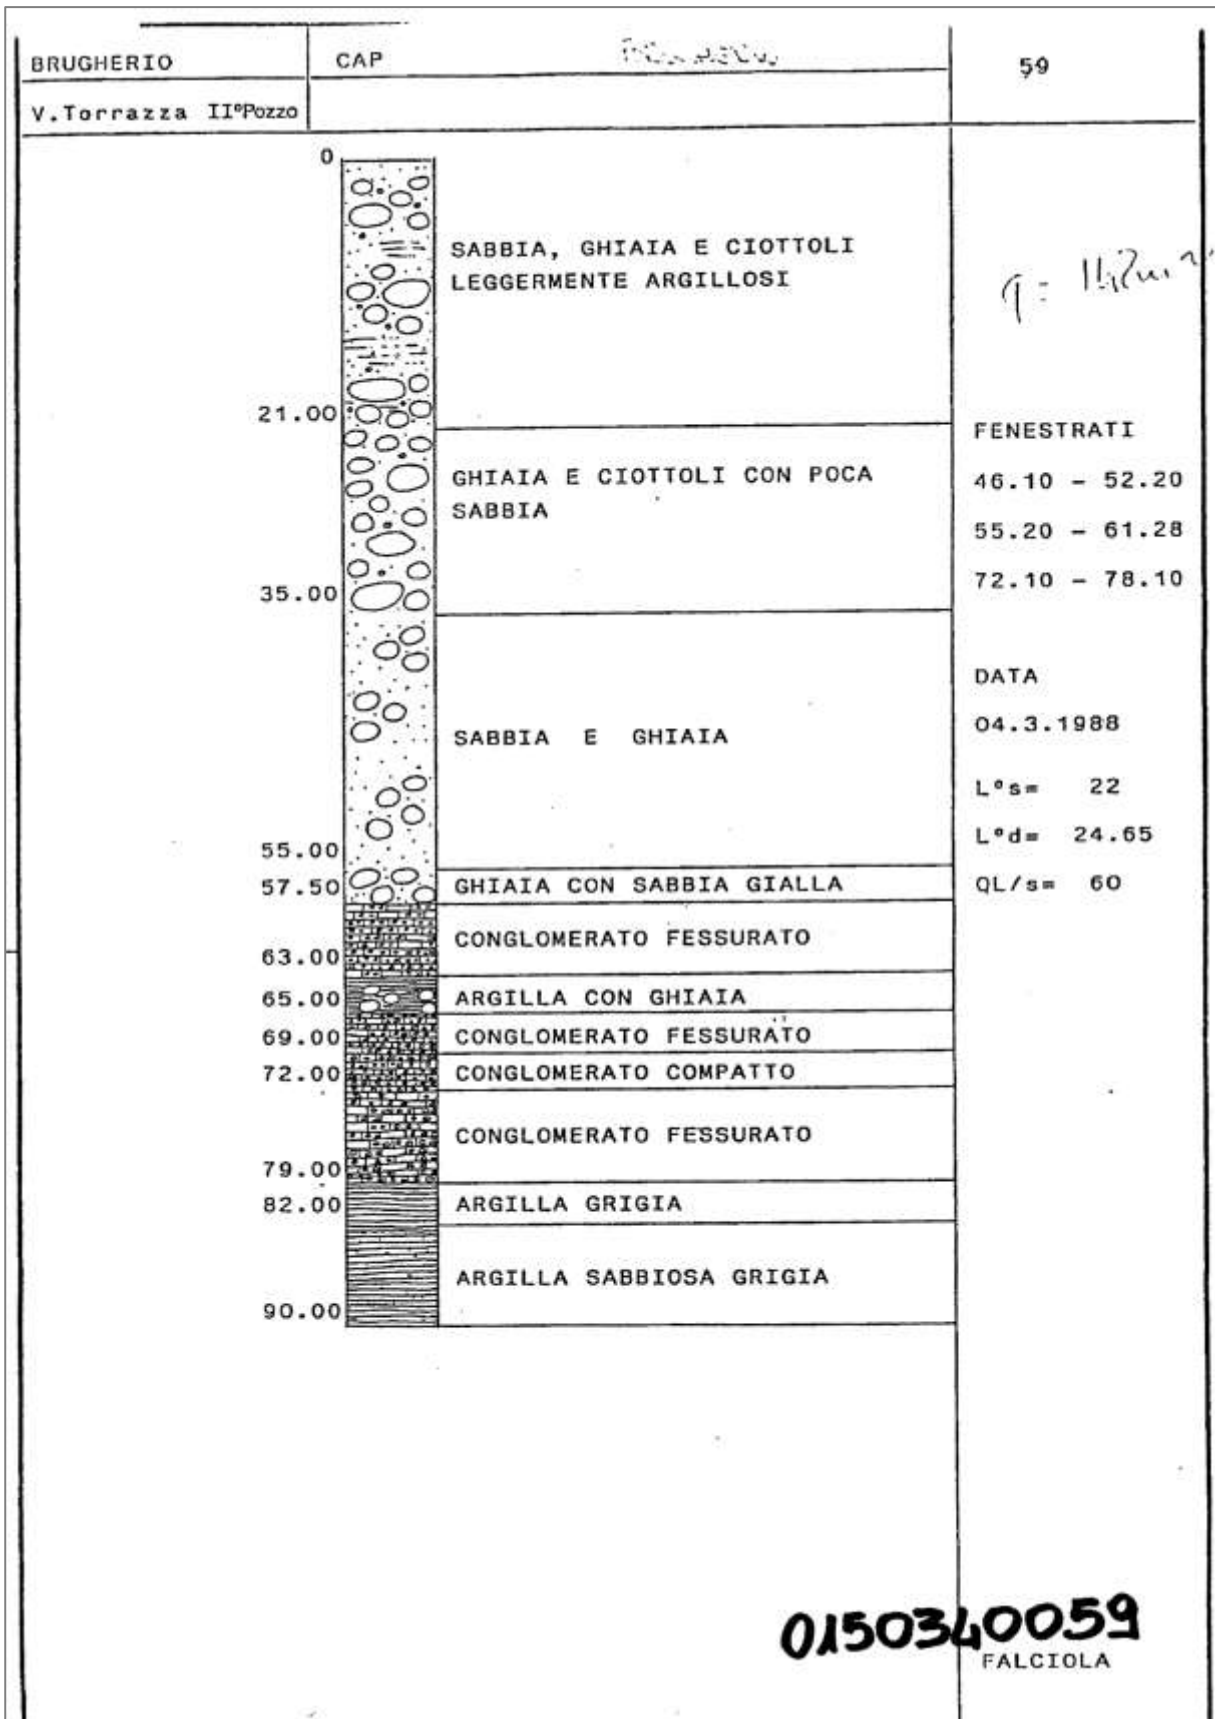 BRUGHERIO
CAP
59
V.Torrazza II°Pozzo
0
SABBIA, GHIAIA E CIOTTOLI
LEGGERMENTE ARGILLOSI
21.00
FENESTRATI
GHIAIA E CIOTTOLI CON POCA
SABBIA
46.10 - 52.20
55.20 - 61.28
72.10 - 78.10
35.00
DATA
04.3.1988
SABBIA E GHIAIA
L°s= 22
L°d= 24.65
55.00
57.50
GHIAIA CON SABBIA GIALLA
QL/s= 60
CONGLOMERATO FESSURATO
63.00
65.00
ARGILLA CON GHIAIA
69.00
CONGLOMERATO FESSURATO
72.00
CONGLOMERATO COMPATTO
CONGLOMERATO FESSURATO
79.00
82.00
ARGILLA GRIGIA
ARGILLA SABBIOSA GRIGIA
90.00
0150340059
FALCIOLA